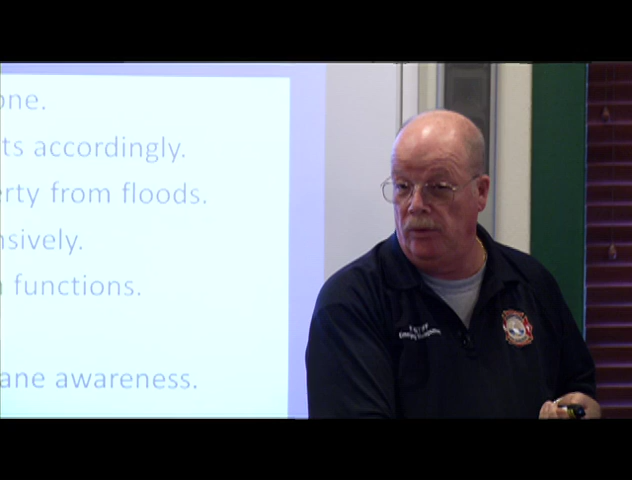 one.
ts accordingly.
erty from floods.
nsively.
functions.
ane awareness.